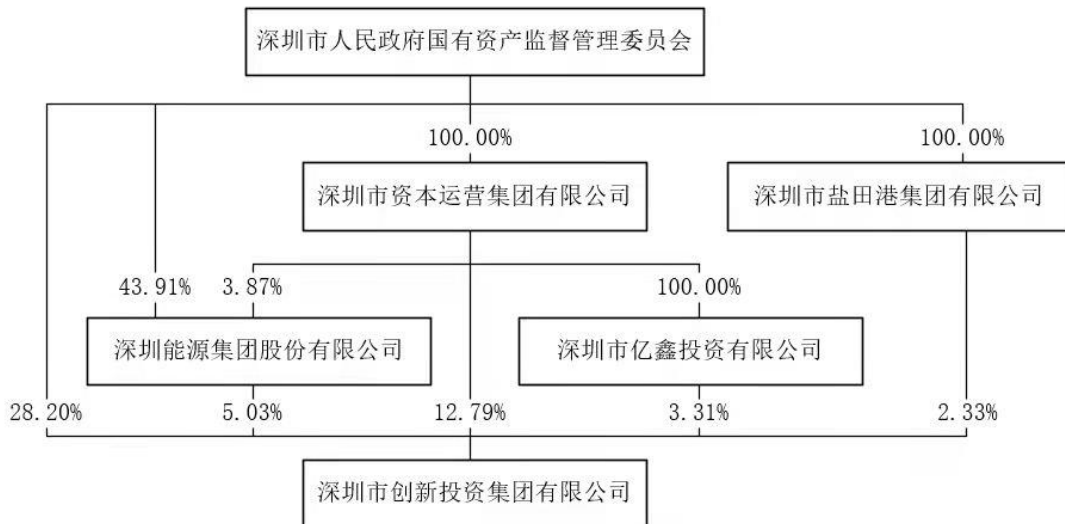 深圳市人民政府国有资产监督管理委员会
100.00%
100.00%
深圳市资本运营集团有限公司
深圳市盐田港集团有限公司
43.91%
3.87%
100.00%
深圳能源集团股份有限公司
深圳市亿鑫投资有限公司
28.20%
5.03%
12.79%
3.31%
2.33%
深圳市创新投资集团有限公司